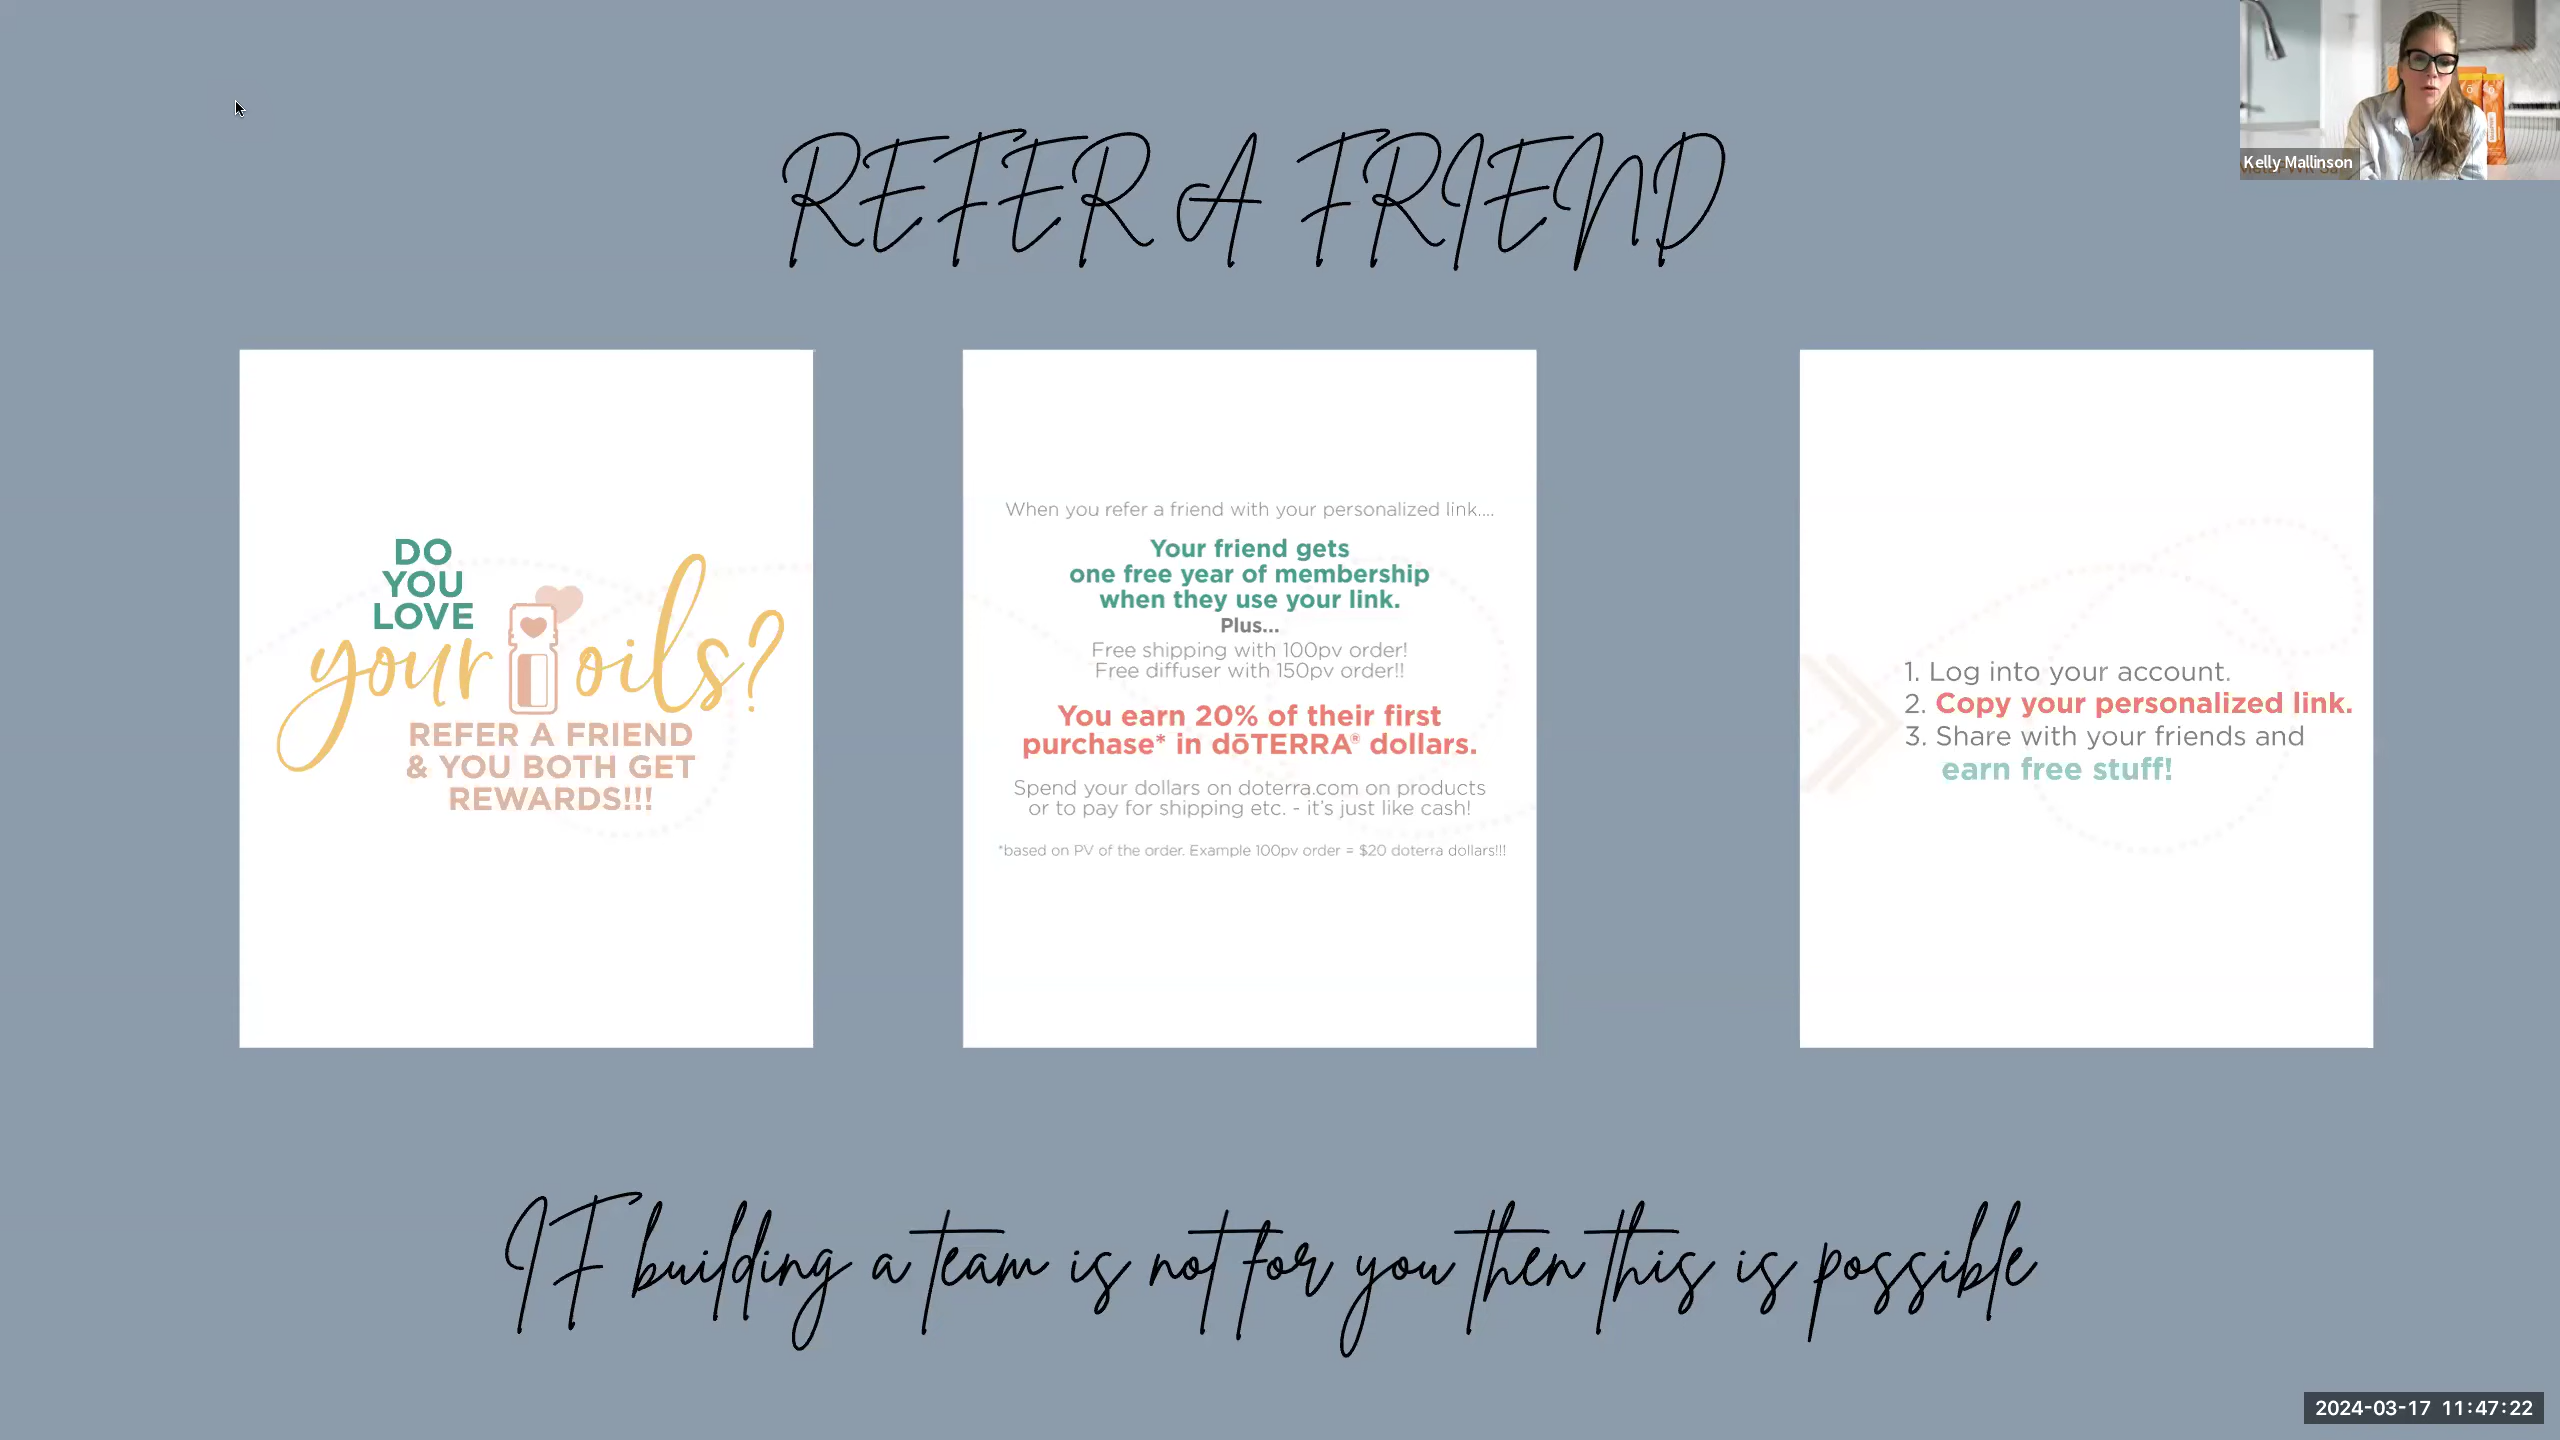 REFER A FRIEND
Kelly Mallinson
DO
YOU
LOVE
your oils?
REFER A FRIEND
& YOU BOTH GET
REWARDS!!!
When you refer a friend with your personalized link....
Your friend gets
one free year of membership
when they use your link.
Plus...
Free shipping with 100pv order!
Free diffuser with 150pv order!!
You earn 20% of their first
purchase* in dōTERRA® dollars.
Spend your dollars on doterra.com on products
or to pay for shipping etc. - it's just like cash!
*based on PV of the order. Example 100pv order = $20 doterra dollars!!!
1. Log into your account.
2. Copy your personalized link.
3. Share with your friends and
earn free stuff!
IF building a team is not for you then this is possible
2024-03-17 11:47:22